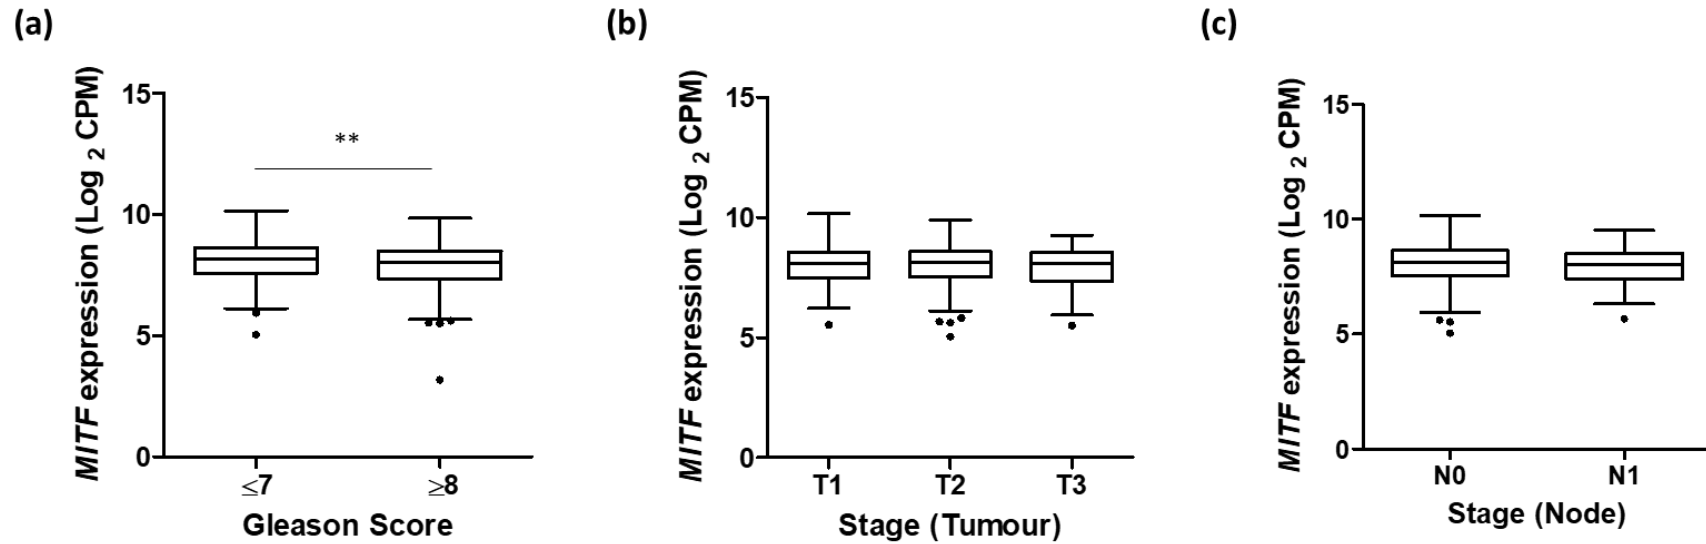 (a)
MITF expression (Log 2 CPM)
15
10
5
0
**
≤7
≥8
Gleason Score
(b)
MITF expression (Log 2 CPM)
15
10
5
0
T1
T2
T3
Stage (Tumour)
(c)
MITF expression (Log 2 CPM)
15
10
5
0
N0
N1
Stage (Node)